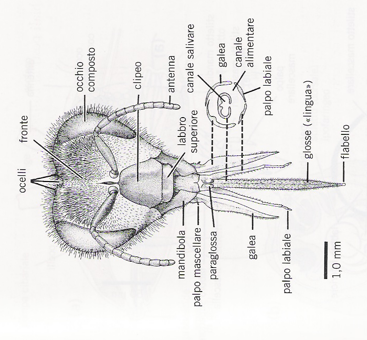 ocelli
fronte
occhio
composto
clipeo
antenna
labbro
superiore
canale salivare
galea
canale
alimentare
palpo labiale
glosse («lingua»)
flabello
mandibola
palpo mascellare
paraglossa
galea
palpo labiale
1,0 mm